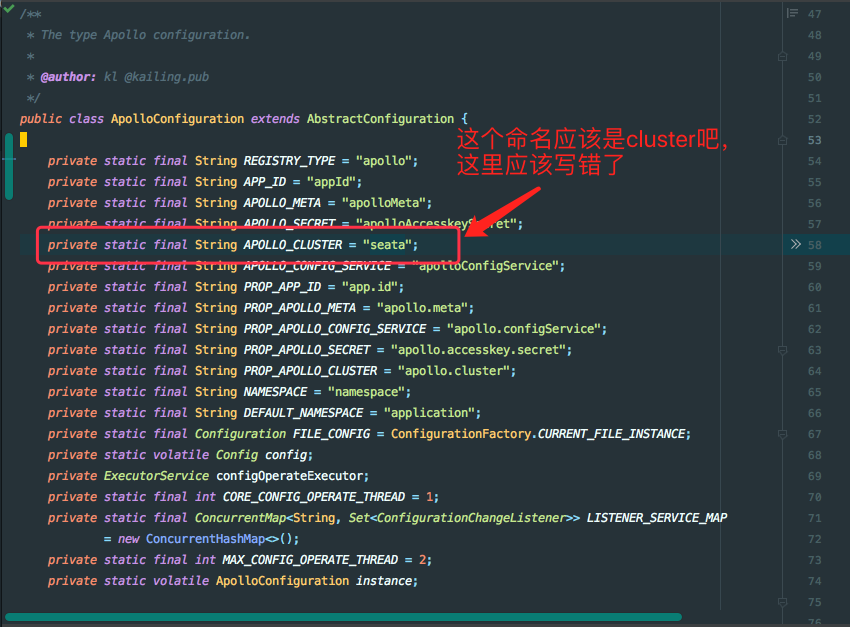 /**
* The type Apollo configuration.
*
* @author: kl @kailing.pub
*/
public class ApolloConfiguration extends AbstractConfiguration {
这个命名应该是cluster吧,
这里应该写错了
private static final String REGISTRY_TYPE = "apollo";
private static final String APP_ID = "appId";
private static final String APOLLO_META = "apolloMeta";
private static final String APOLLO_SECRET = "apolloAccesskeySecret";
private static final String APOLLO_CLUSTER = "seata";
private static final String APOLLO_CONFIG_SERVICE = "apolloConfigService";
private static final String PROP_APP_ID = "app.id";
private static final String PROP_APOLLO_META = "apollo.meta";
private static final String PROP_APOLLO_CONFIG_SERVICE = "apollo.configService";
private static final String PROP_APOLLO_SECRET = "apollo.accesskey.secret";
private static final String PROP_APOLLO_CLUSTER = "apollo.cluster";
private static final String NAMESPACE = "namespace";
private static final String DEFAULT_NAMESPACE = "application";
private static final Configuration FILE_CONFIG = ConfigurationFactory.CURRENT_FILE_INSTANCE;
private static volatile Config config;
private ExecutorService configOperateExecutor;
private static final int CORE_CONFIG_OPERATE_THREAD = 1;
private static final ConcurrentMap<String, Set<ConfigurationChangeListener>> LISTENER_SERVICE_MAP
= new ConcurrentHashMap<>();
private static final int MAX_CONFIG_OPERATE_THREAD = 2;
private static volatile ApolloConfiguration instance;
47
48
49
50
51
52
53
54
55
56
57
58
59
60
61
62
63
64
65
66
67
68
69
70
71
72
73
74
75
76